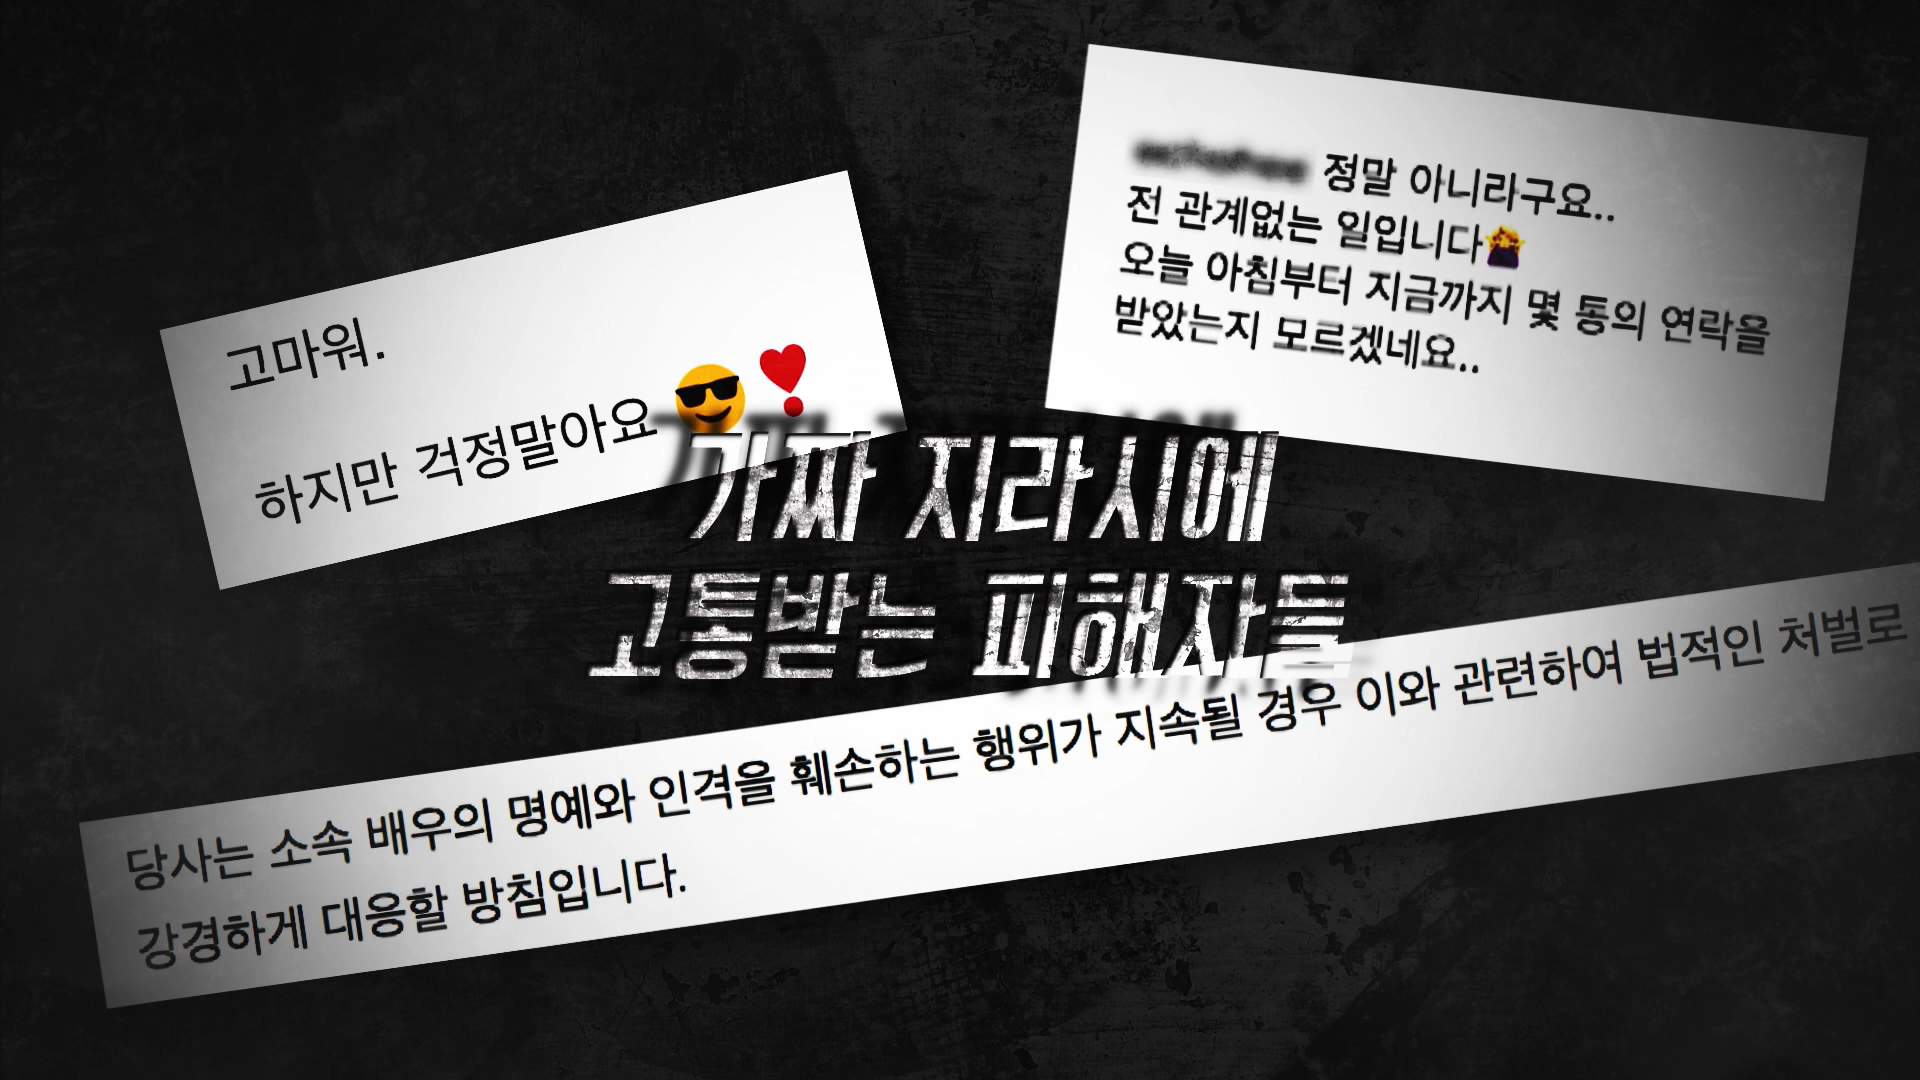 고마워.
하지만 걱정말아요 😎❣️
정말 아니라구요..
전 관계없는 일입니다🤷‍♀️
오늘 아침부터 지금까지 몇 통의 연락을
받았는지 모르겠네요..
가짜 지라시에
고통받는 피해자들
당사는 소속 배우의 명예와 인격을 훼손하는 행위가 지속될 경우 이와 관련하여 법적인 처벌로
강경하게 대응할 방침입니다.